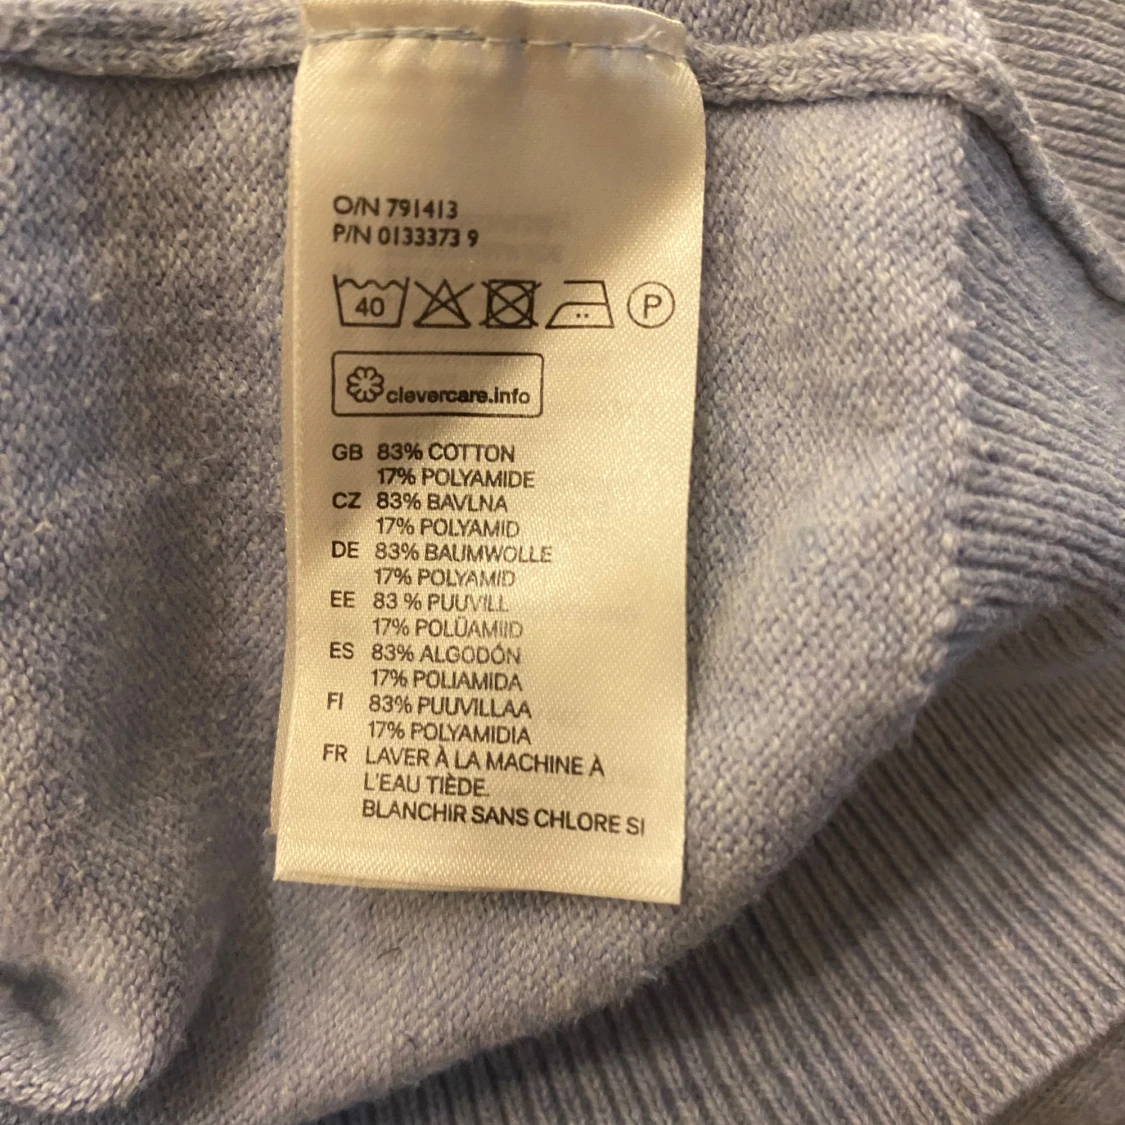 O/N 791413
P/N 0133373 9
40 P
clevercare.info
GB 83% COTTON
17% POLYAMIDE
CZ 83% BAVLNA
17% POLYAMID
DE 83% BAUMWOLLE
17% POLYAMID
EE 83 % PUUVILL
17% POLÜAMIID
ES 83% ALGODÓN
17% POLIAMIDA
FI 83% PUUVILLAA
17% POLYAMIDIA
FR LAVER À LA MACHINE À
L'EAU TIÈDE.
BLANCHIR SANS CHLORE SI